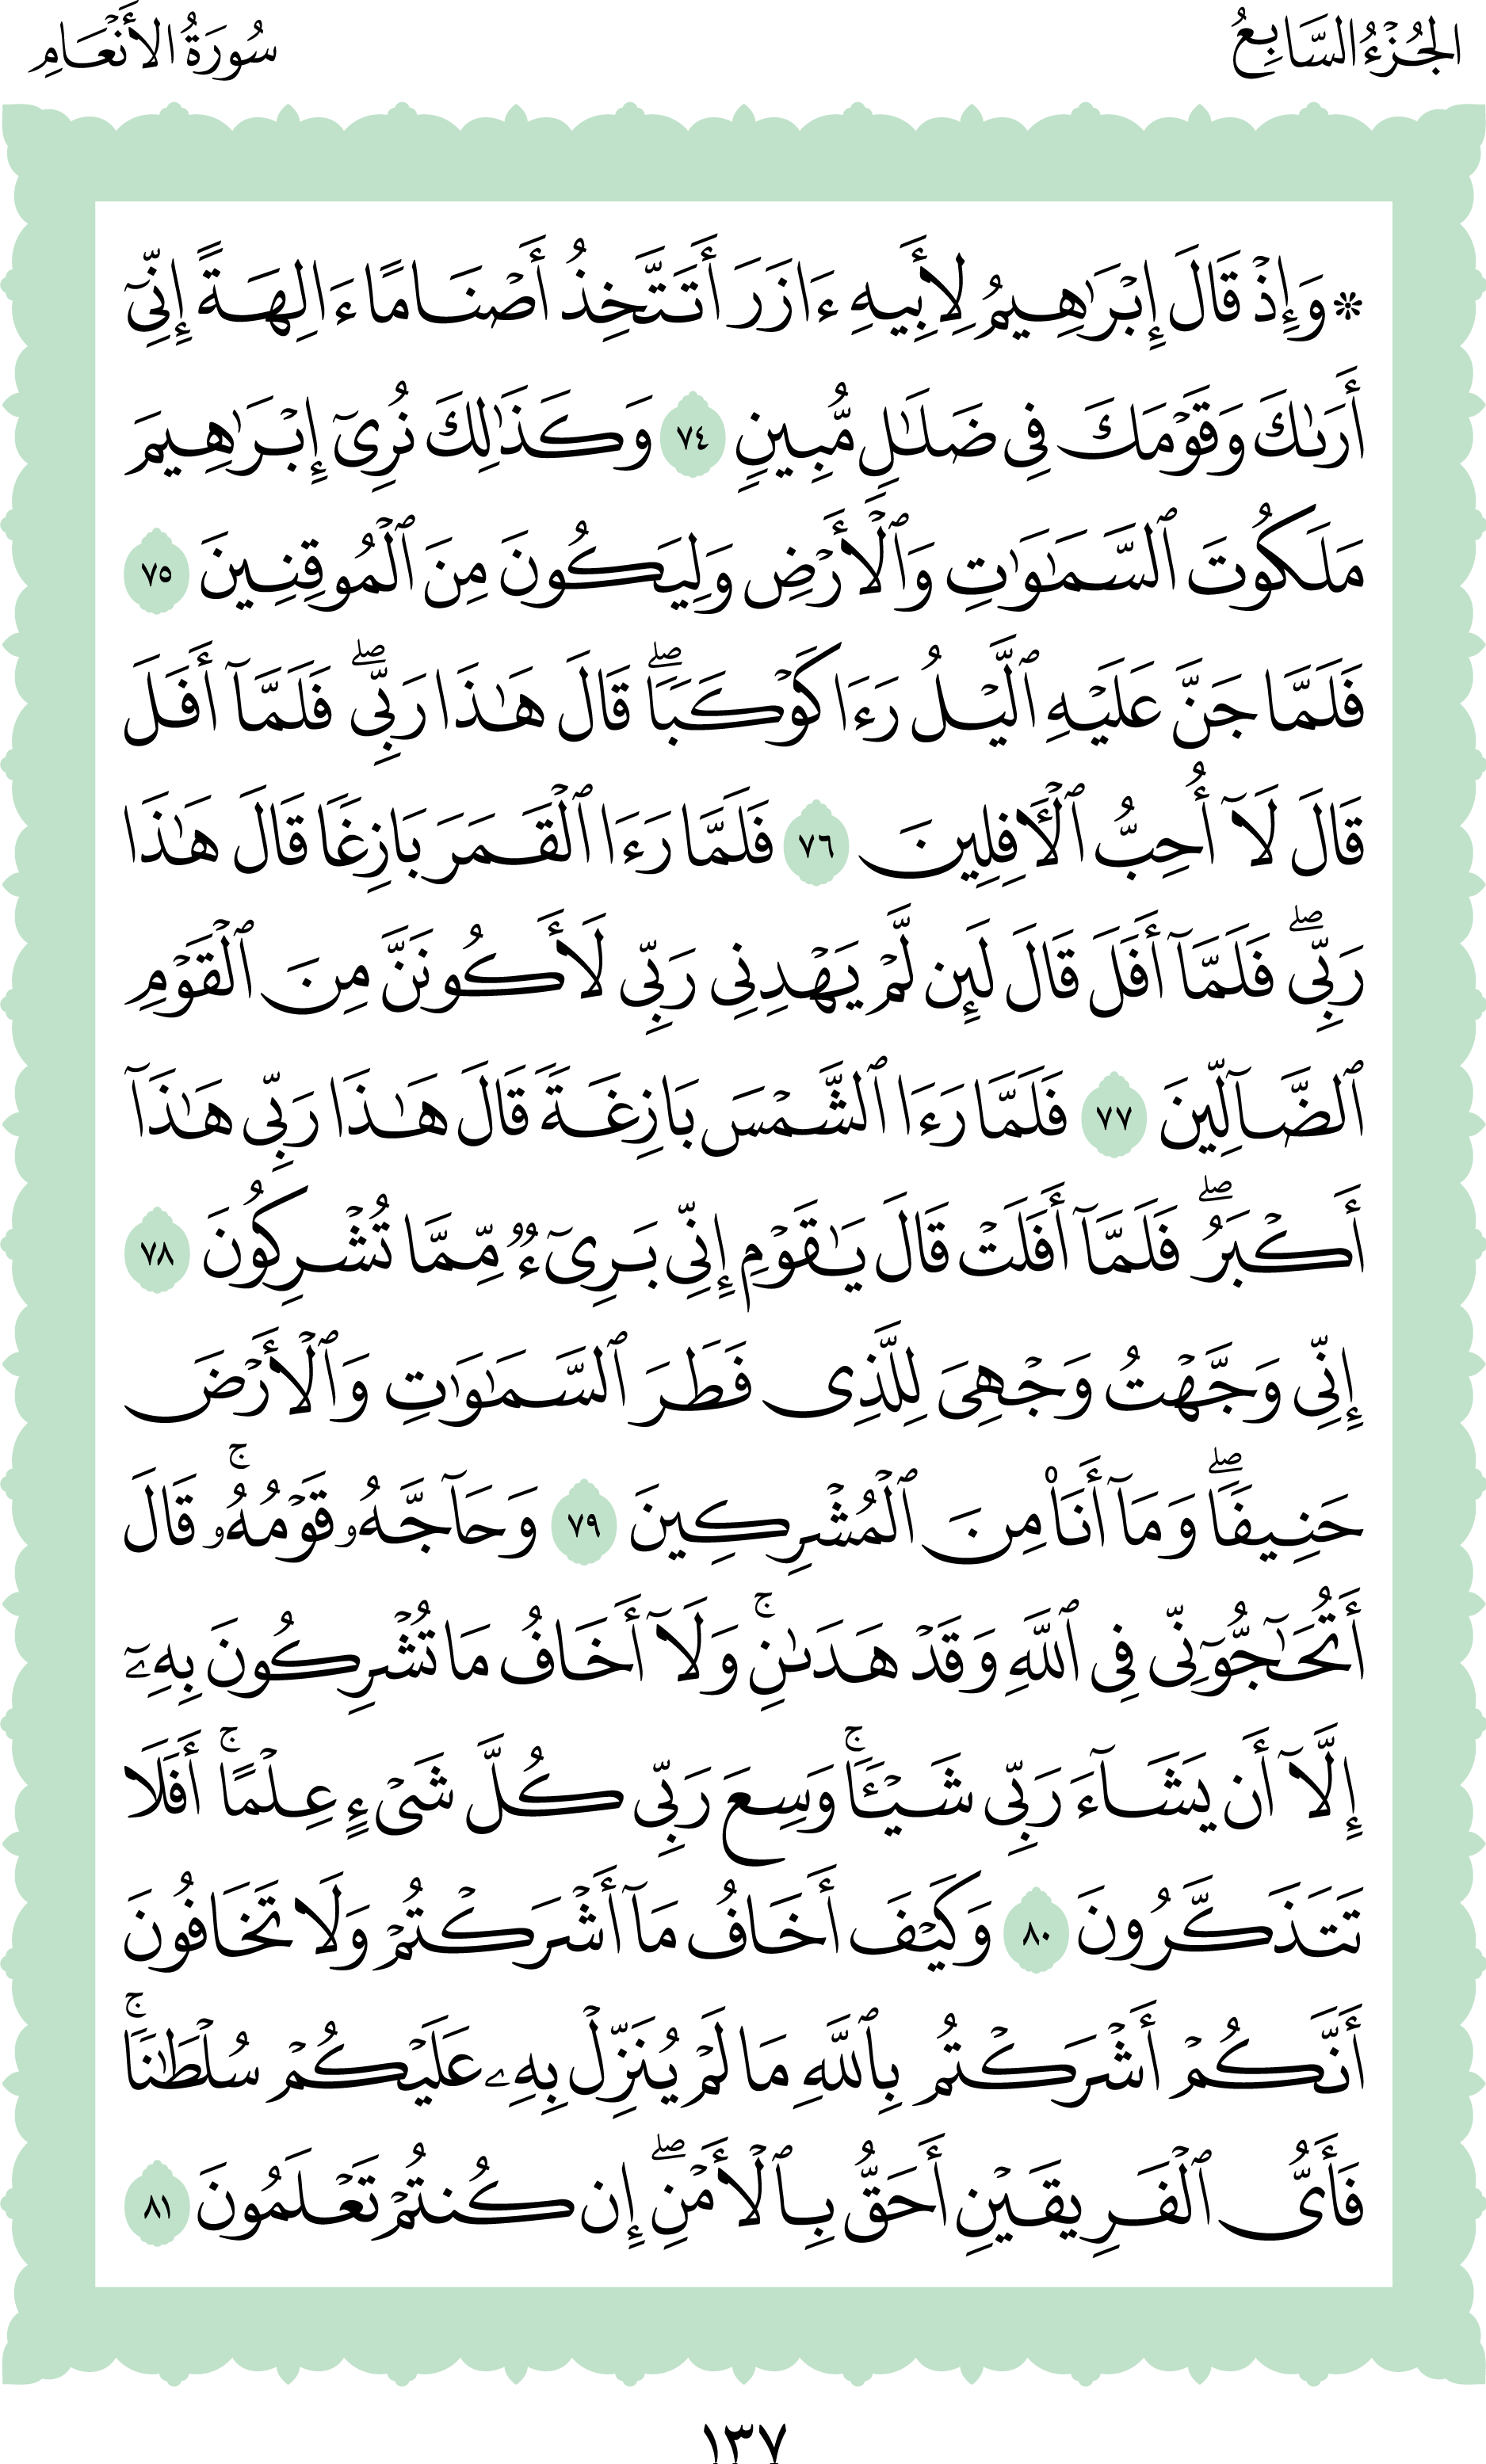 الجُزْءُ السَّابِعُ
سُورَةُ الأَنْعَامِ
۞ وَإِذۡ قَالَ إِبۡرَٰهِيمُ لِأَبِيهِ ءَازَرَ أَتَتَّخِذُ أَصۡنَامًا ءَالِهَةً إِنِّيٓ
أَرَىٰكَ وَقَوۡمَكَ فِي ضَلَٰلٖ مُّبِينٖ ٧٤ وَكَذَٰلِكَ نُرِيٓ إِبۡرَٰهِيمَ
مَلَكُوتَ ٱلسَّمَٰوَٰتِ وَٱلۡأَرۡضِ وَلِيَكُونَ مِنَ ٱلۡمُوقِنِينَ ٧٥
فَلَمَّا جَنَّ عَلَيۡهِ ٱلَّيۡلُ رَءَا كَوۡكَبٗاۖ قَالَ هَٰذَا رَبِّيۖ فَلَمَّآ أَفَلَ
قَالَ لَآ أُحِبُّ ٱلۡأٓفِلِينَ ٧٦ فَلَمَّا رَءَا ٱلۡقَمَرَ بَازِغٗا قَالَ هَٰذَا
رَبِّيۖ فَلَمَّآ أَفَلَ قَالَ لَئِن لَّمۡ يَهۡدِنِي رَبِّي لَأَكُونَنَّ مِنَ ٱلۡقَوۡمِ
ٱلضَّآلِّينَ ٧٧ فَلَمَّا رَءَا ٱلشَّمۡسَ بَازِغَةٗ قَالَ هَٰذَا رَبِّي هَٰذَآ
أَكۡبَرُۖ فَلَمَّآ أَفَلَتۡ قَالَ يَٰقَوۡمِ إِنِّي بَرِيٓءٞ مِّمَّا تُشۡرِكُونَ ٧٨
إِنِّي وَجَّهۡتُ وَجۡهِيَ لِلَّذِي فَطَرَ ٱلسَّمَٰوَٰتِ وَٱلۡأَرۡضَ
حَنِيفٗاۖ وَمَآ أَنَا۠ مِنَ ٱلۡمُشۡرِكِينَ ٧٩ وَحَآجَّهُۥ قَوۡمُهُۥۚ قَالَ
أَتُحَٰٓجُّوٓنِّي فِي ٱللَّهِ وَقَدۡ هَدَىٰنِۚ وَلَآ أَخَافُ مَا تُشۡرِكُونَ بِهِۦٓ
إِلَّآ أَن يَشَآءَ رَبِّي شَيۡـٔٗاۚ وَسِعَ رَبِّي كُلَّ شَيۡءٍ عِلۡمًاۚ أَفَلَا
تَتَذَكَّرُونَ ٨٠ وَكَيۡفَ أَخَافُ مَآ أَشۡرَكۡتُمۡ وَلَا تَخَافُونَ
أَنَّكُمۡ أَشۡرَكۡتُم بِٱللَّهِ مَا لَمۡ يُنَزِّلۡ بِهِۦ عَلَيۡكُمۡ سُلۡطَٰنٗاۚ
فَأَيُّ ٱلۡفَرِيقَيۡنِ أَحَقُّ بِٱلۡأَمۡنِۖ إِن كُنتُمۡ تَعۡلَمُونَ ٨١
١٣٧